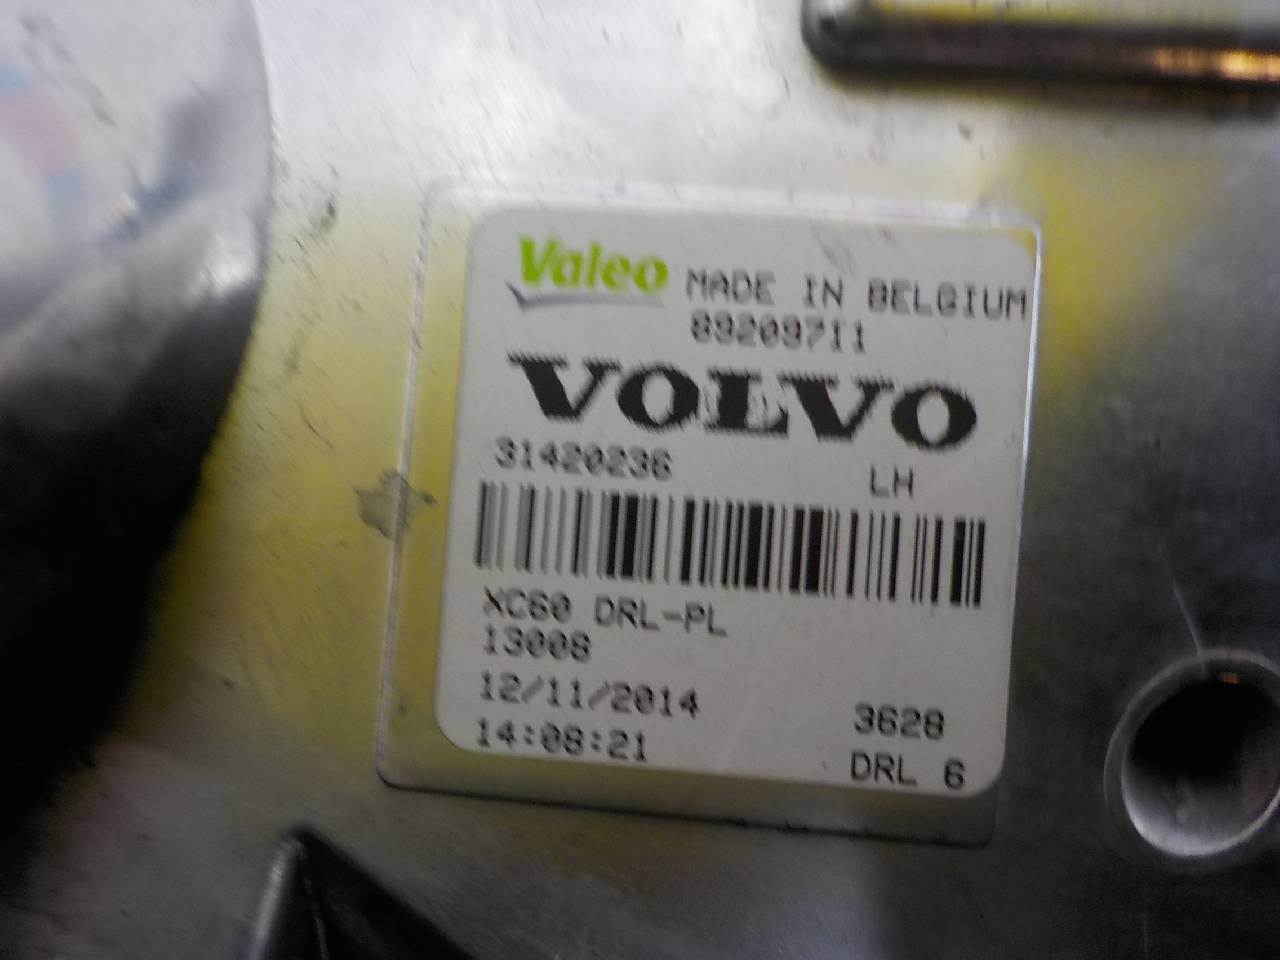 Valeo MADE IN BELGIUM
89209711
VOLVO
31420236 LH
XC60 DRL-PL
13008
12/11/2014 3628
14:08:21 DRL 6